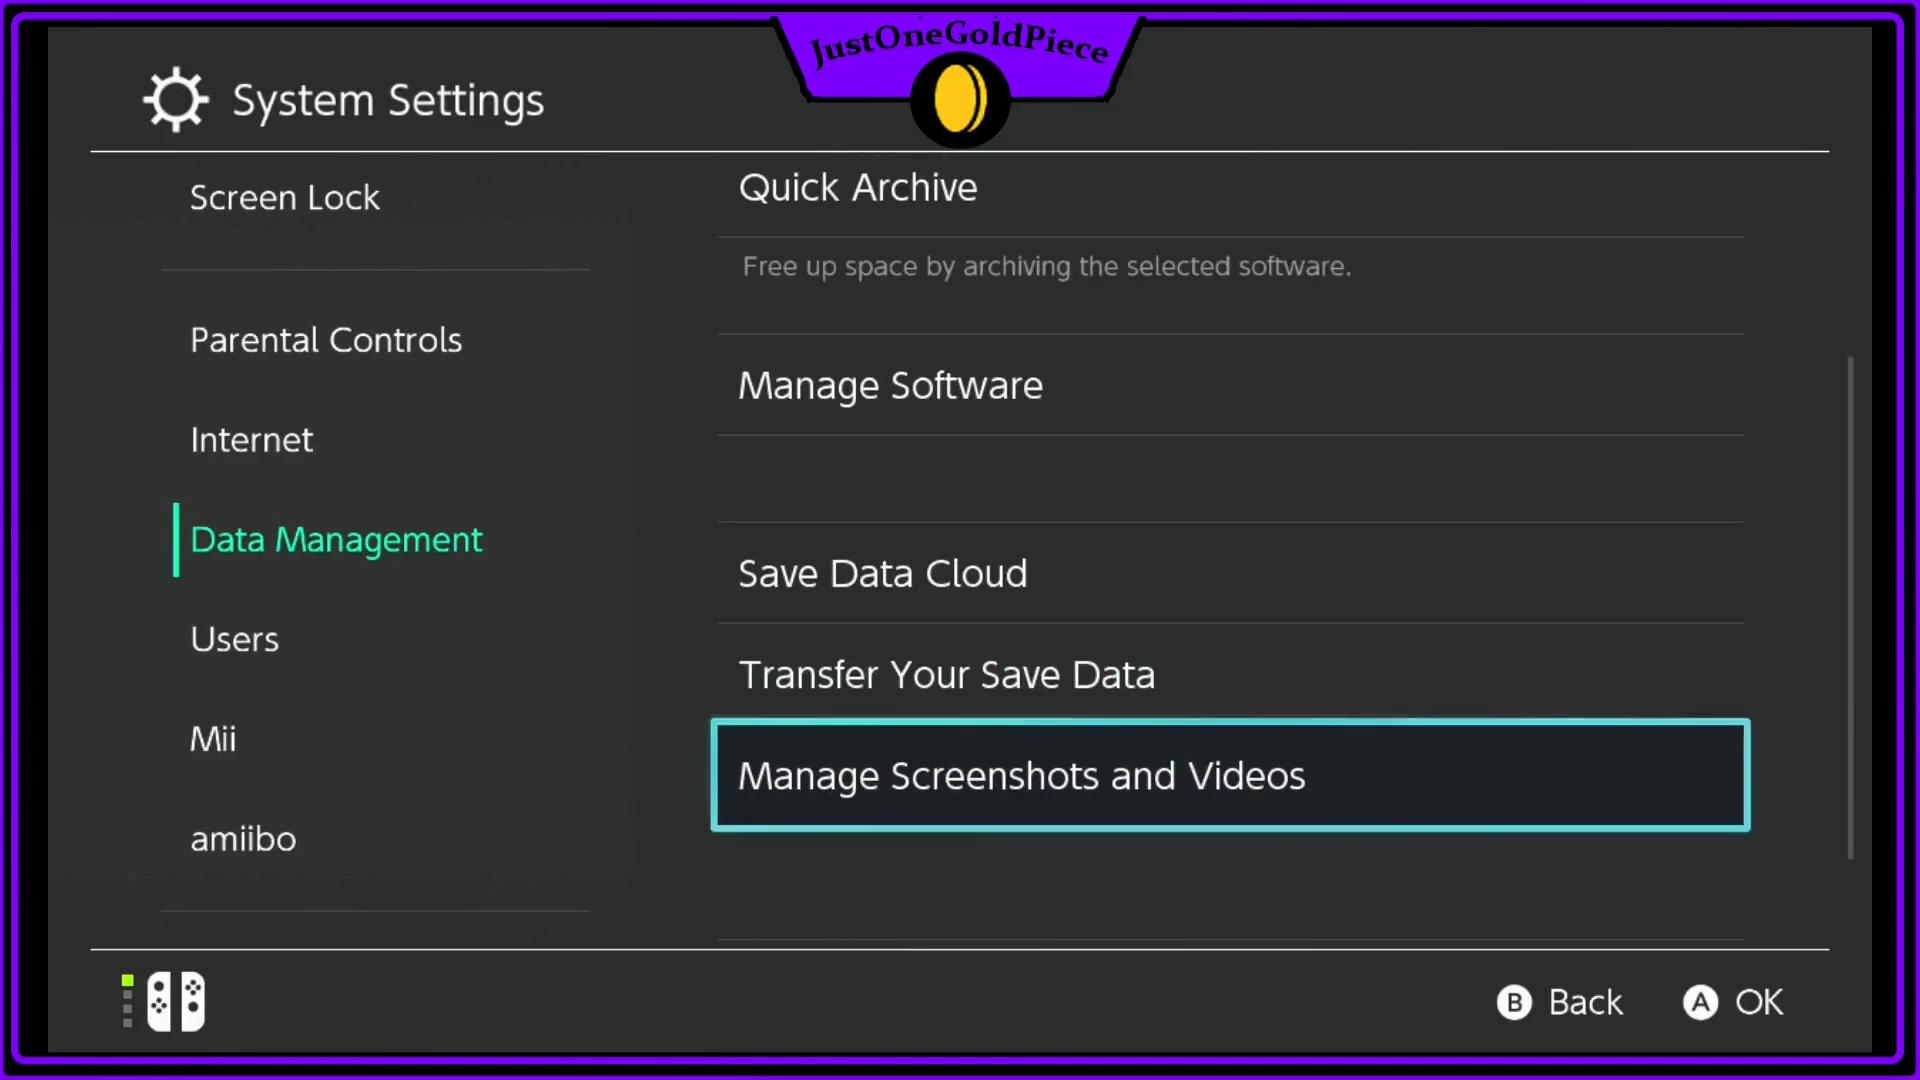 JustOneGoldPiece
System Settings
Screen Lock
Parental Controls
Internet
Data Management
Users
Mii
amiibo
Quick Archive
Free up space by archiving the selected software.
Manage Software
Save Data Cloud
Transfer Your Save Data
Manage Screenshots and Videos
B Back
A OK